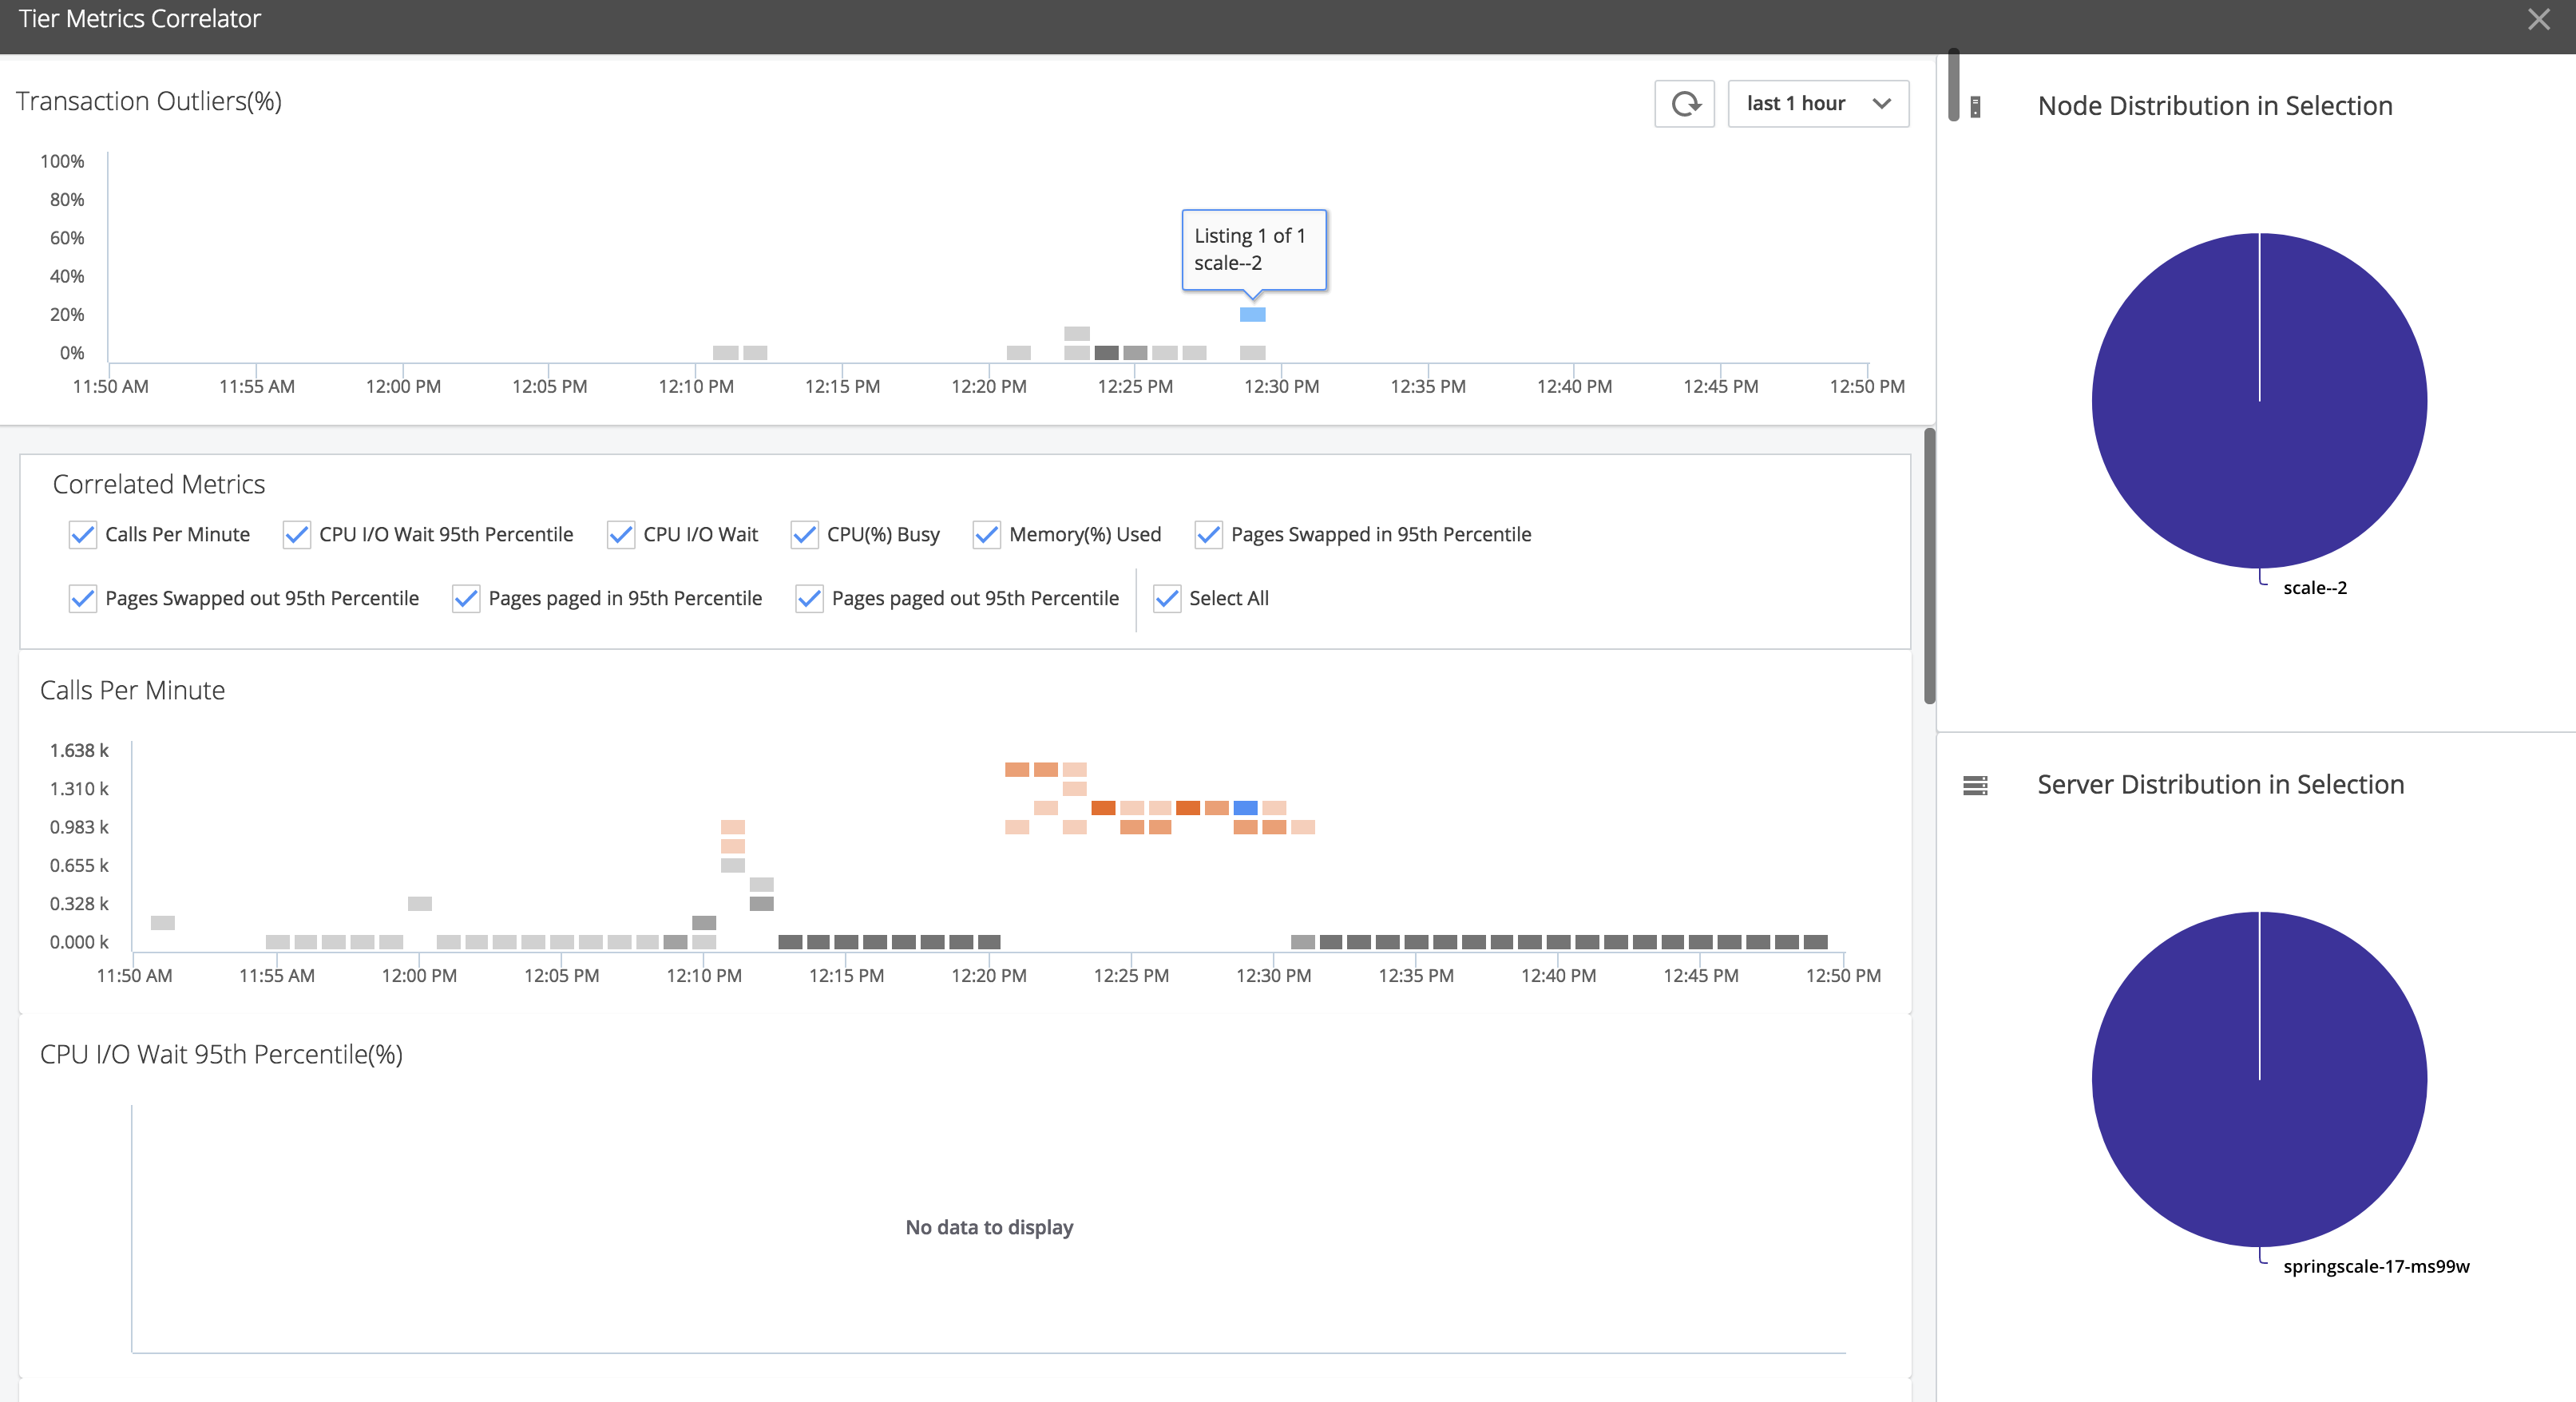 Tier Metrics Correlator
Transaction Outliers(%)
last 1 hour
100%
80%
60%
40%
20%
0%
Listing 1 of 1
scale--2
11:50 AM 11:55 AM 12:00 PM 12:05 PM 12:10 PM 12:15 PM 12:20 PM 12:25 PM 12:30 PM 12:35 PM 12:40 PM 12:45 PM 12:50 PM
Correlated Metrics
Calls Per Minute CPU I/O Wait 95th Percentile CPU I/O Wait CPU(%) Busy Memory(%) Used Pages Swapped in 95th Percentile
Pages Swapped out 95th Percentile Pages paged in 95th Percentile Pages paged out 95th Percentile Select All
Calls Per Minute
1.638 k
1.310 k
0.983 k
0.655 k
0.328 k
0.000 k
11:50 AM 11:55 AM 12:00 PM 12:05 PM 12:10 PM 12:15 PM 12:20 PM 12:25 PM 12:30 PM 12:35 PM 12:40 PM 12:45 PM 12:50 PM
CPU I/O Wait 95th Percentile(%)
No data to display
Node Distribution in Selection
scale--2
Server Distribution in Selection
springscale-17-ms99w